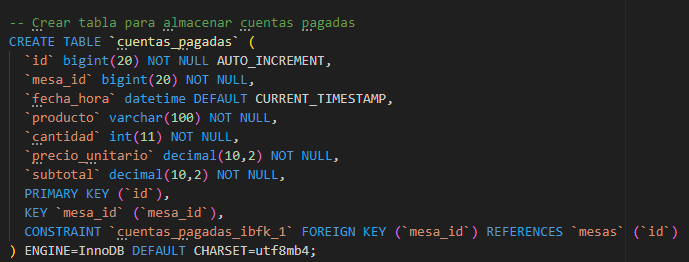 -- Crear tabla para almacenar cuentas pagadas
CREATE TABLE `cuentas_pagadas` (
  `id` bigint(20) NOT NULL AUTO_INCREMENT,
  `mesa_id` bigint(20) NOT NULL,
  `fecha_hora` datetime DEFAULT CURRENT_TIMESTAMP,
  `producto` varchar(100) NOT NULL,
  `cantidad` int(11) NOT NULL,
  `precio_unitario` decimal(10,2) NOT NULL,
  `subtotal` decimal(10,2) NOT NULL,
  PRIMARY KEY (`id`),
  KEY `mesa_id` (`mesa_id`),
  CONSTRAINT `cuentas_pagadas_ibfk_1` FOREIGN KEY (`mesa_id`) REFERENCES `mesas` (`id`)
) ENGINE=InnoDB DEFAULT CHARSET=utf8mb4;